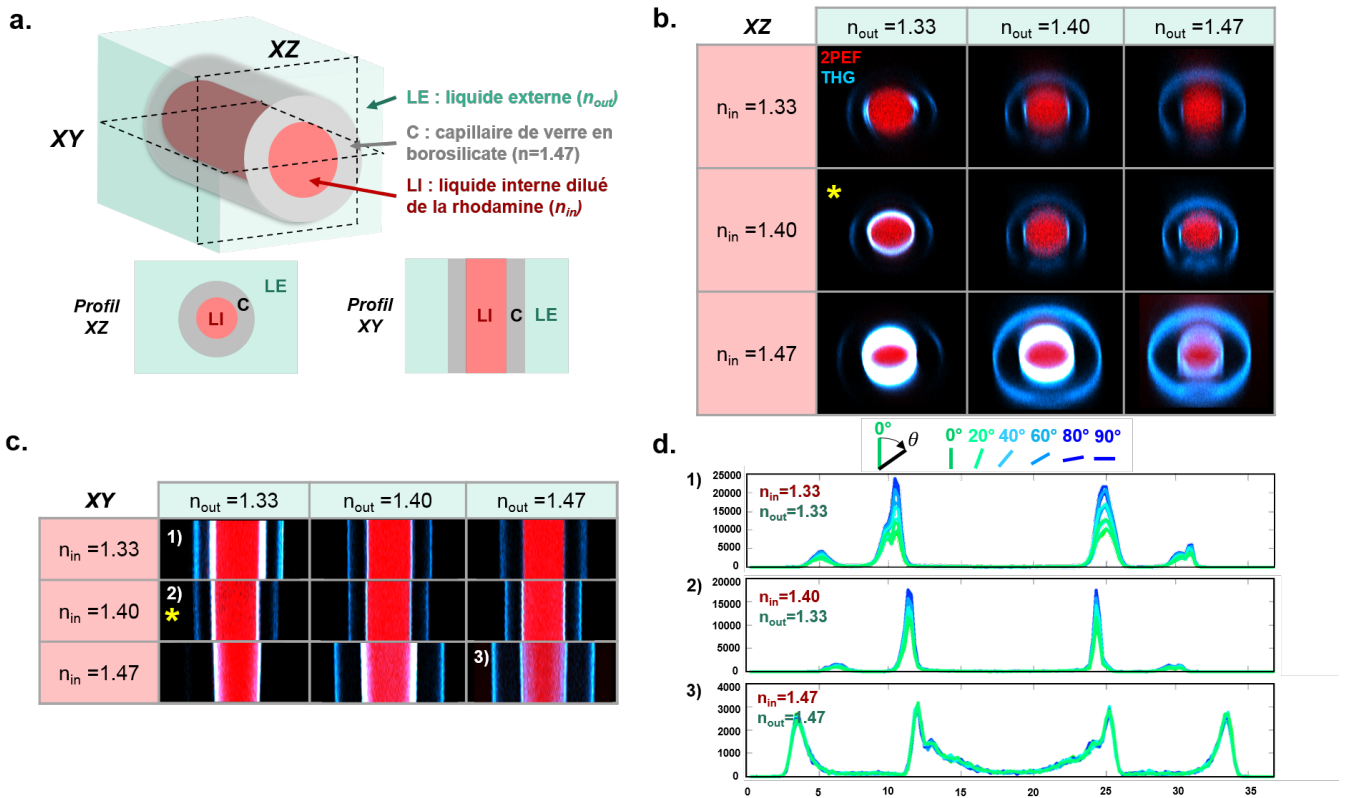 a.
XZ
XY
LE : liquide externe (nout)
C : capillaire de verre en
borosilicate (n=1.47)
LI : liquide interne dilué
de la rhodamine (nin)
Profil
XZ
LE
C
LI
Profil
XY
LI
C
LE
b.
XZ
nout =1.33
nout =1.40
nout =1.47
nin =1.33
2PEF
THG
nin =1.40
*
nin =1.47
c.
XY
nout =1.33
nout =1.40
nout =1.47
nin =1.33
1)
nin =1.40
2)
*
nin =1.47
3)
d.
0°
θ
0° 20° 40° 60° 80° 90°
1)
nin=1.33
nout=1.33
25000
20000
15000
10000
5000
0
2)
nin=1.40
nout=1.33
20000
15000
10000
5000
0
3)
nin=1.47
nout=1.47
4000
3000
2000
1000
0
0 5 10 15 20 25 30 35